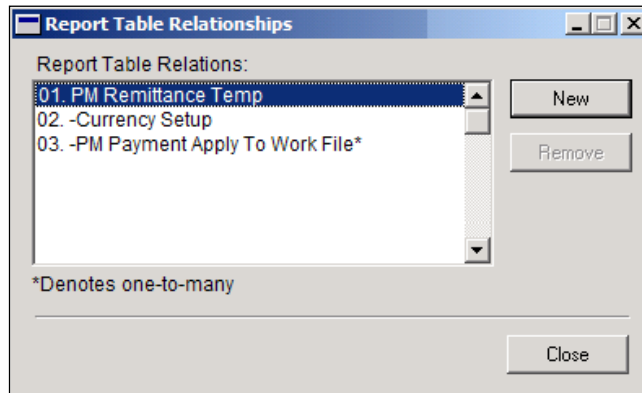 Report Table Relationships
Report Table Relations:
01. PM Remittance Temp
02. -Currency Setup
03. -PM Payment Apply To Work File*
New
Remove
*Denotes one-to-many
Close